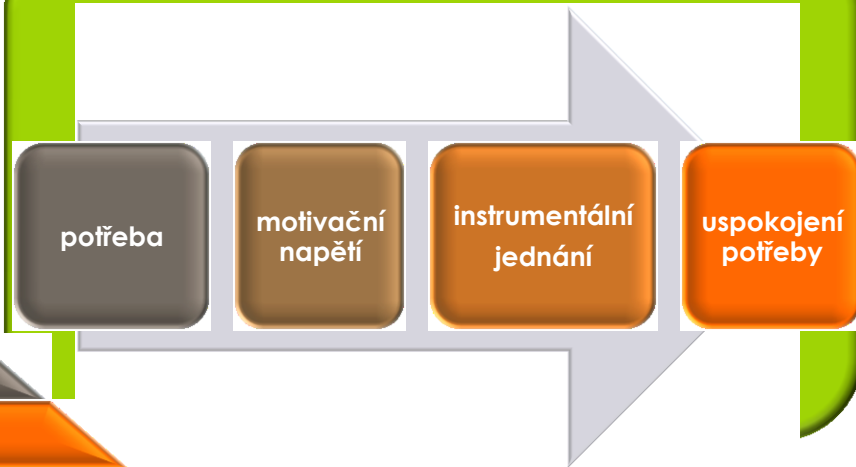 potřeba
motivační
napětí
instrumentální
jednání
uspokojení
potřeby